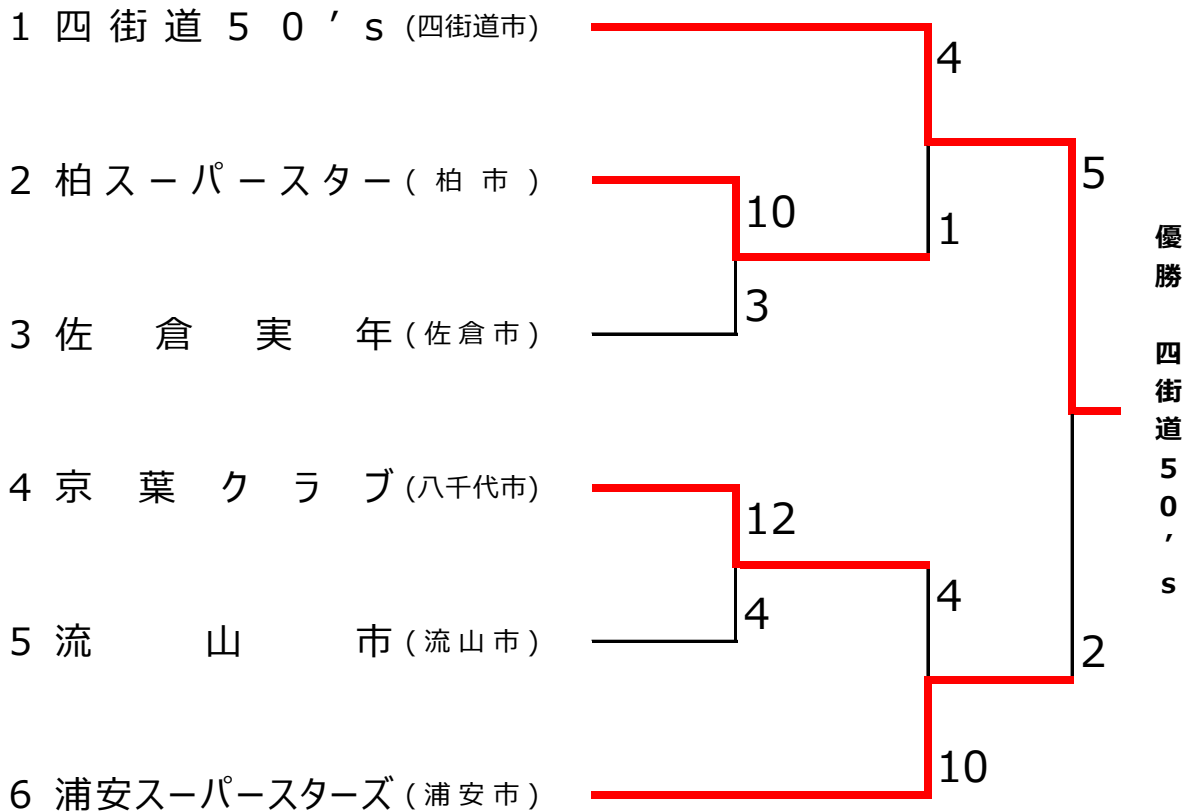 1 四街道50’s (四街道市)
4
2 柏スーパースター (柏市)
5
10
1
3
3 佐倉実年 (佐倉市)
優勝 四街道50’s
4 京葉クラブ (八千代市)
12
4
4
5 流山市 (流山市)
2
10
6 浦安スーパースターズ (浦安市)